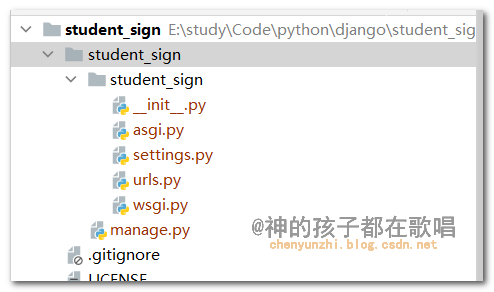 student_sign E:\study\Code\python\django\student_sig
student_sign
student_sign
__init__.py
asgi.py
settings.py
urls.py
wsgi.py
manage.py
@神的孩子都在歌唱
chenyunzhi.blog.csdn.net
.gitignore
LICENSE